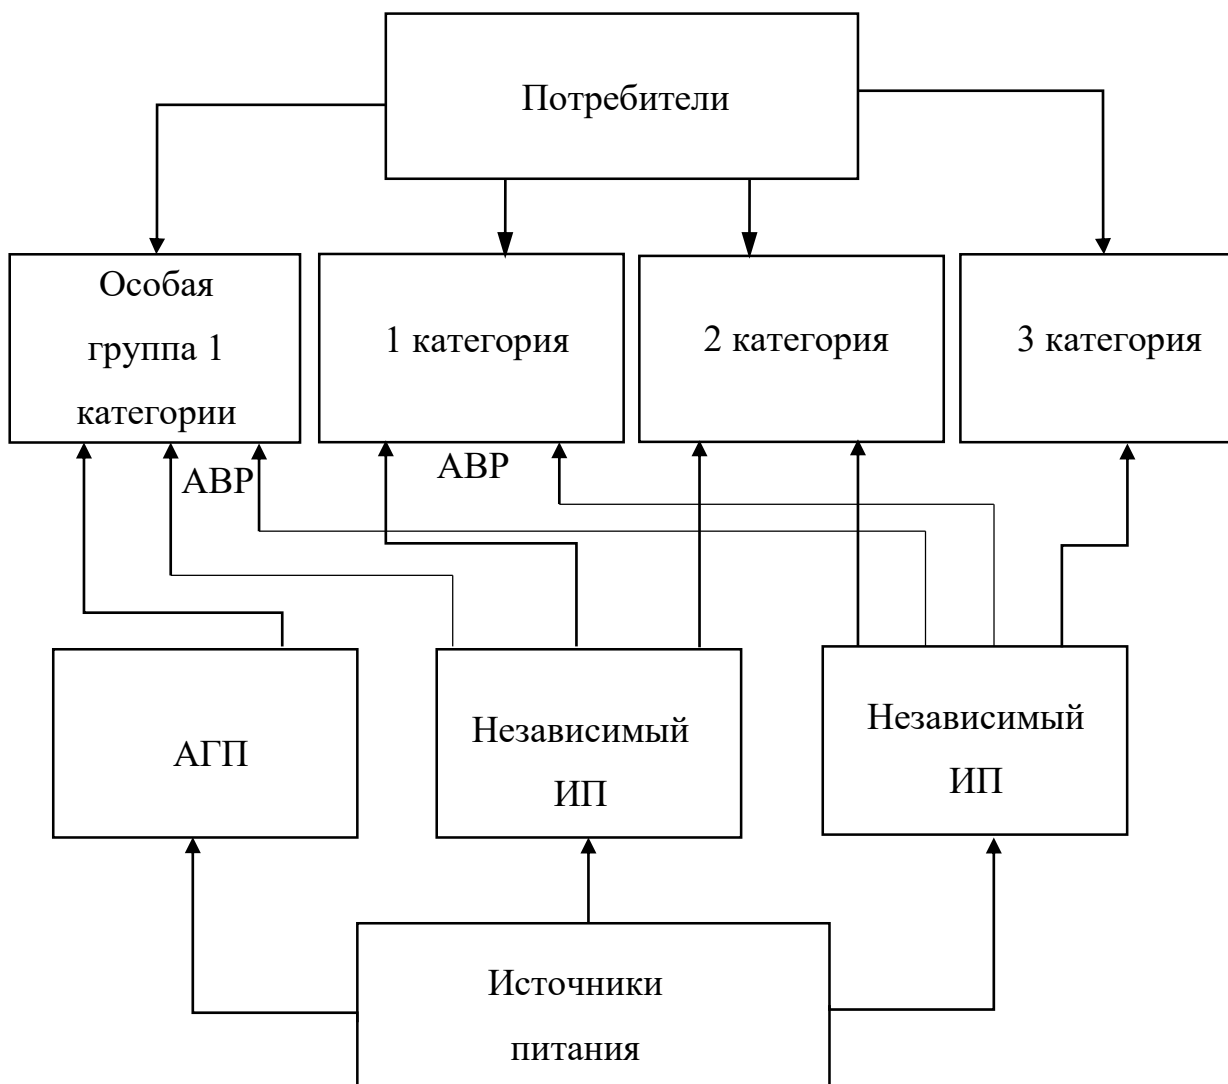 Потребители
Особая
группа 1
категории
1 категория
2 категория
3 категория
АВР
АВР
АГП
Независимый
ИП
Независимый
ИП
Источники
питания